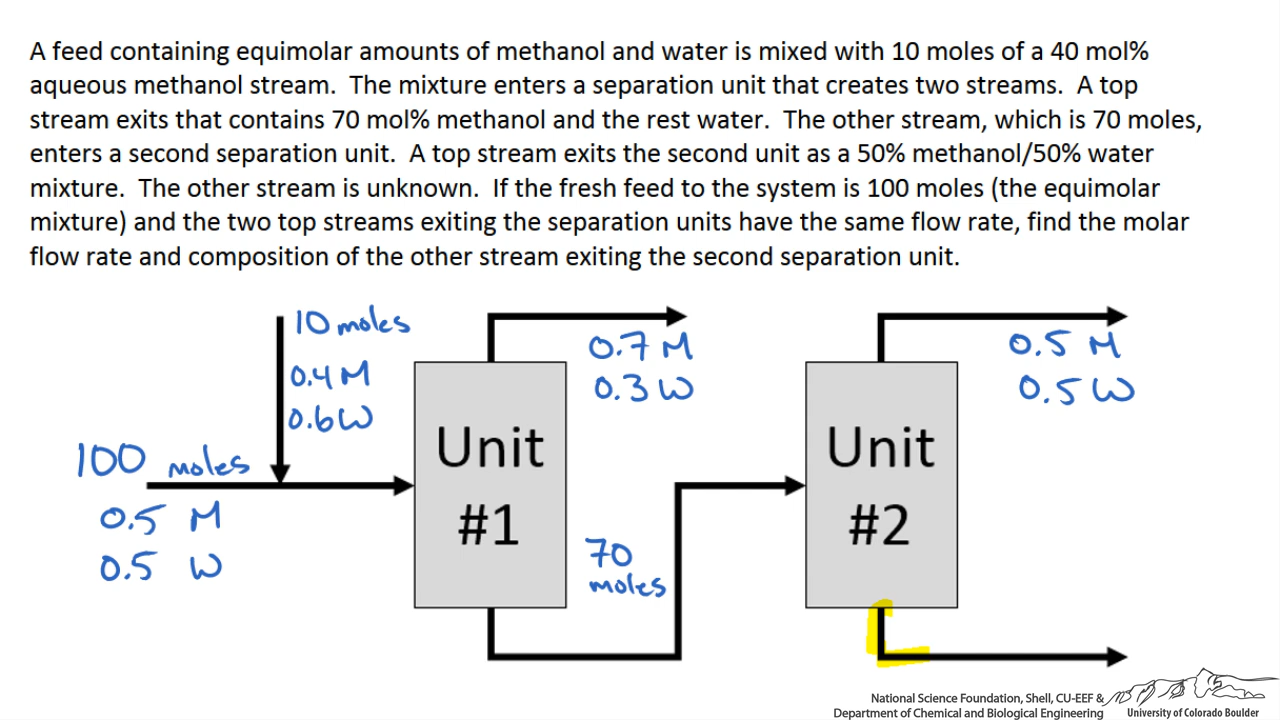 A feed containing equimolar amounts of methanol and water is mixed with 10 moles of a 40 mol%
aqueous methanol stream. The mixture enters a separation unit that creates two streams. A top
stream exits that contains 70 mol% methanol and the rest water. The other stream, which is 70 moles,
enters a second separation unit. A top stream exits the second unit as a 50% methanol/50% water
mixture. The other stream is unknown. If the fresh feed to the system is 100 moles (the equimolar
mixture) and the two top streams exiting the separation units have the same flow rate, find the molar
flow rate and composition of the other stream exiting the second separation unit.
10 moles
0.4 M
0.6 W
100 moles
0.5 M
0.5 W
Unit
#1
0.7 M
0.3 W
70
moles
Unit
#2
0.5 M
0.5 W
National Science Foundation, Shell, CU-EEF &
Department of Chemical and Biological Engineering
University of Colorado Boulder